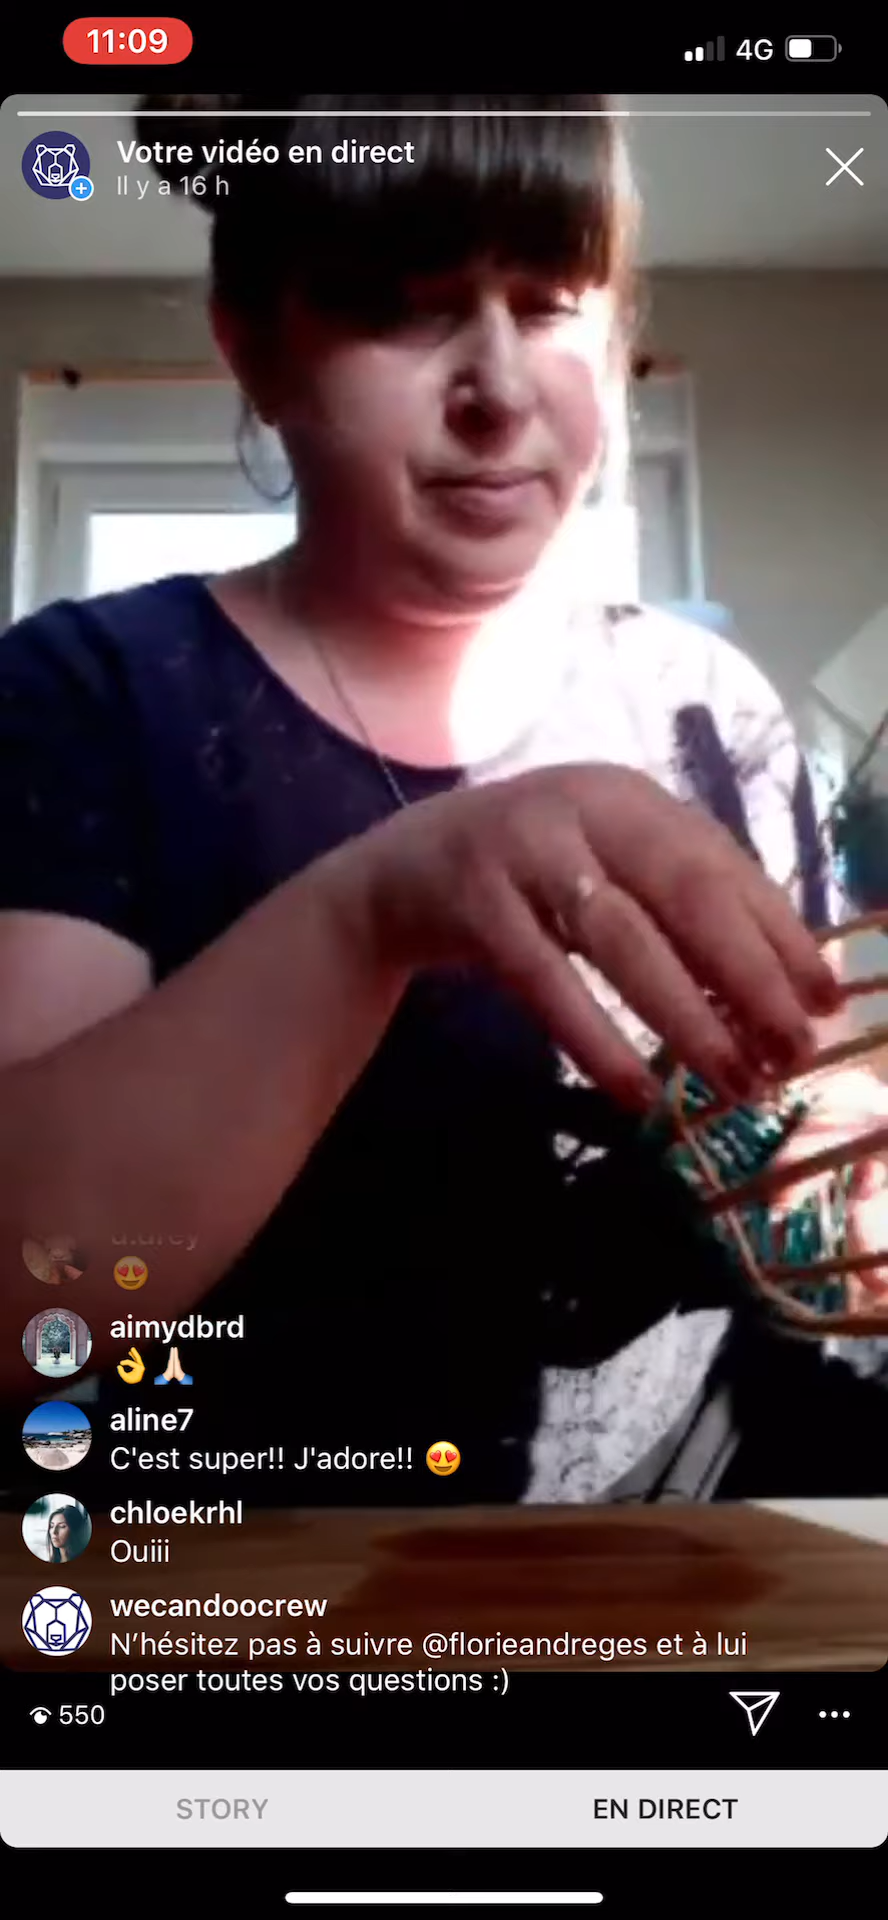 11:09
4G
Votre vidéo en direct
Il y a 16 h
aimydbrd
👌🙏🏻
aline7
C'est super!! J'adore!! 😍
chloekrhl
Ouiii
wecandoocrew
N’hésitez pas à suivre @florieandreges et à lui
poser toutes vos questions :)
550
STORY
EN DIRECT